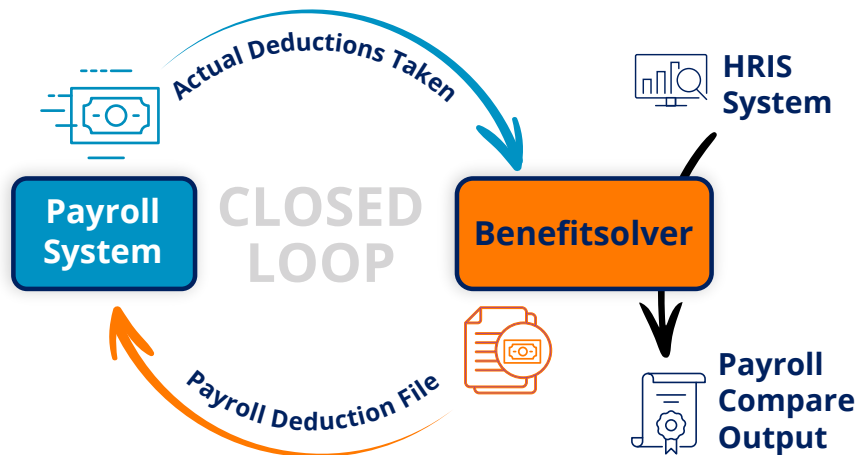 Actual Deductions Taken
HRIS
System
Payroll
System
CLOSED
LOOP
Benefitsolver
Payroll Deduction File
Payroll
Compare
Output